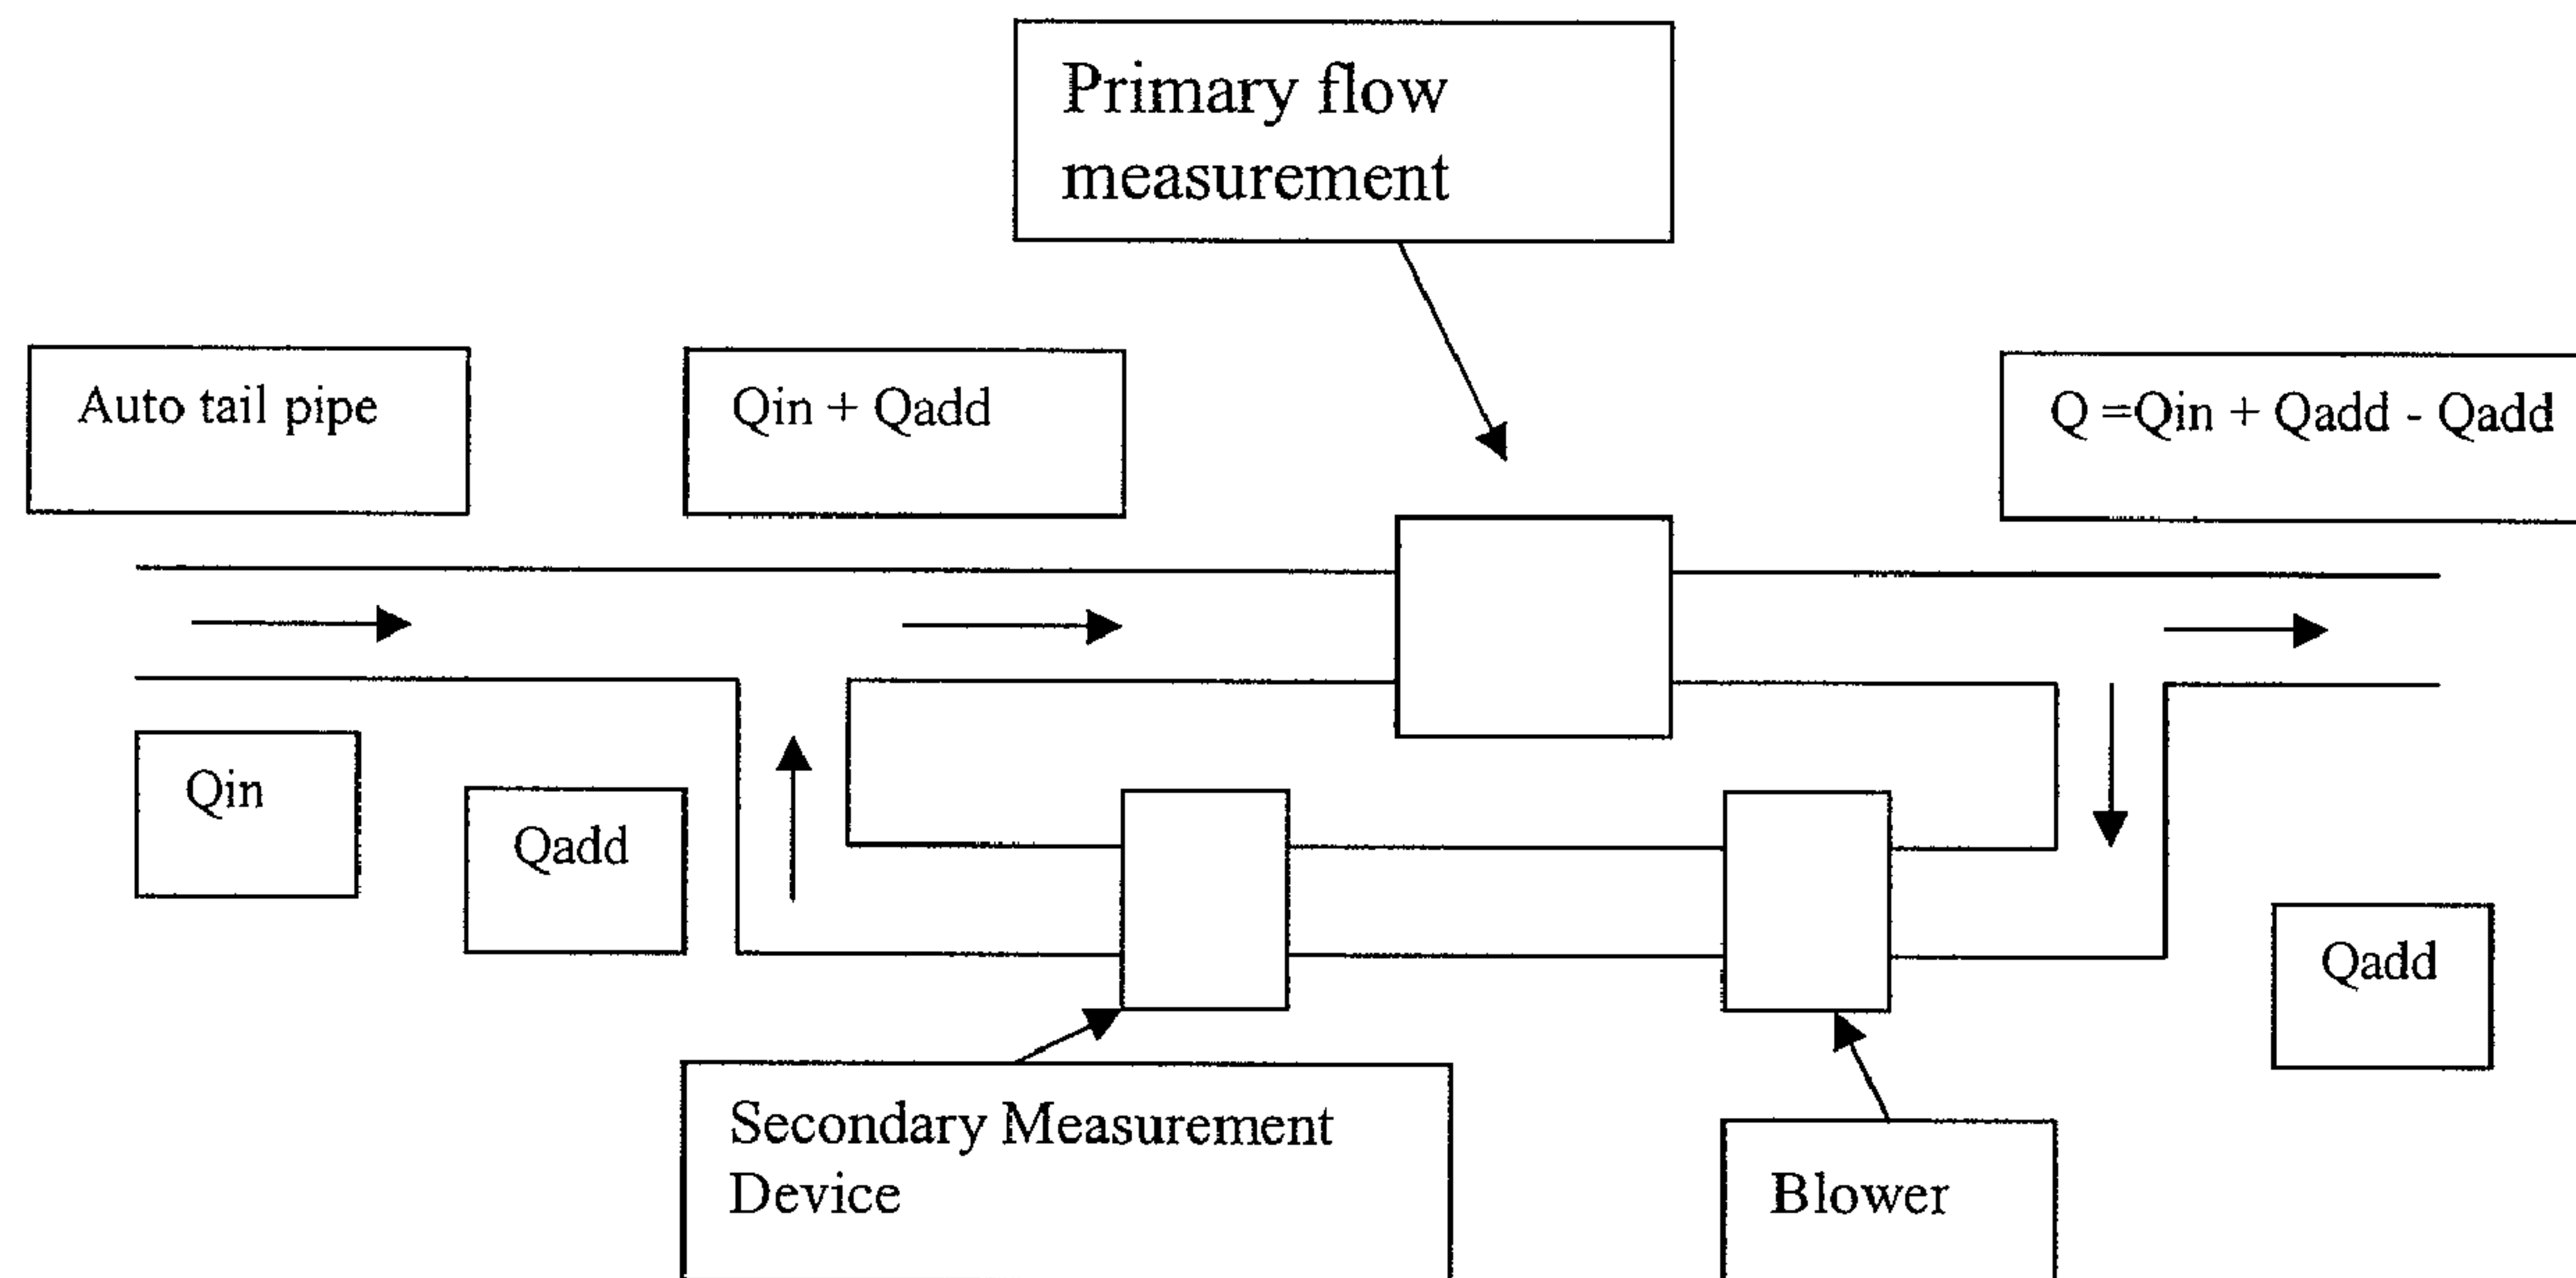 Primary flow
measurement
Auto tail pipe
Qin + Qadd
Q =Qin + Qadd - Qadd
Qin
Qadd
Qadd
Secondary Measurement
Device
Blower